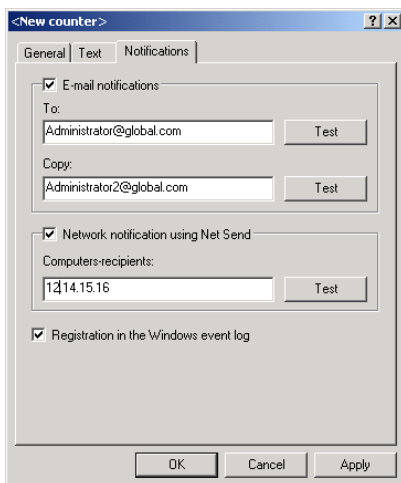 <New counter>
General Text Notifications
E-mail notifications
To:
Administrator@global.com Test
Copy:
Administrator2@global.com Test
Network notification using Net Send
Computers-recipients:
12.14.15.16 Test
Registration in the Windows event log
OK Cancel Apply